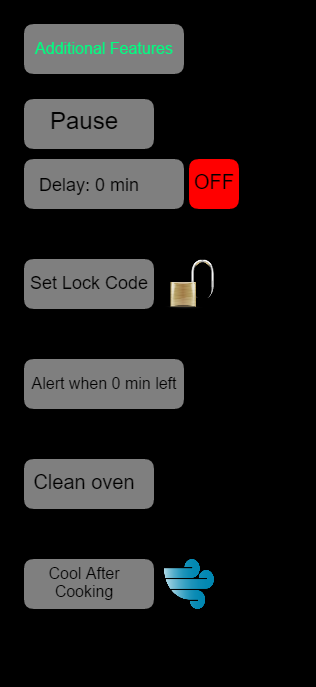 Additional Features
Pause
Delay: 0 min
OFF
Set Lock Code
Alert when 0 min left
Clean oven
Cool After
Cooking